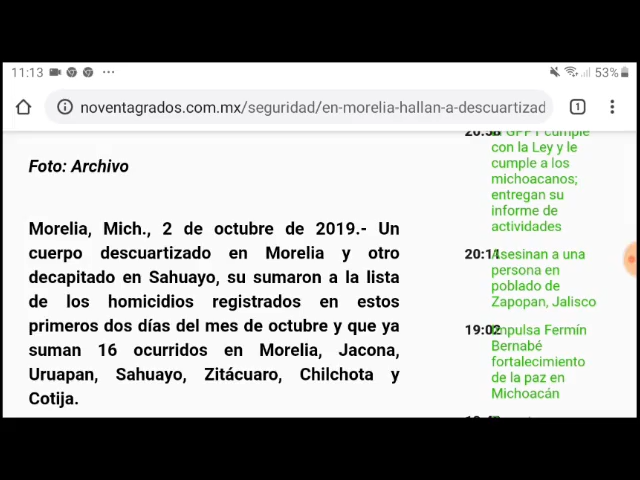 11:13 53%
noventagrados.com.mx/seguridad/en-morelia-hallan-a-descuartizad 1
Foto: Archivo
Morelia, Mich., 2 de octubre de 2019.- Un
cuerpo descuartizado en Morelia y otro
decapitado en Sahuayo, su sumaron a la lista
de los homicidios registrados en estos
primeros dos días del mes de octubre y que ya
suman 16 ocurridos en Morelia, Jacona,
Uruapan, Sahuayo, Zitácuaro, Chilchota y
Cotija.
cumple
con la Ley y le
cumple a los
michoacanos;
entregan su
informe de
actividades
20:11 Asesinan a una
persona en
poblado de
Zapopan, Jalisco
19:02 Impulsa Fermín
Bernabé
fortalecimiento
de la paz en
Michoacán